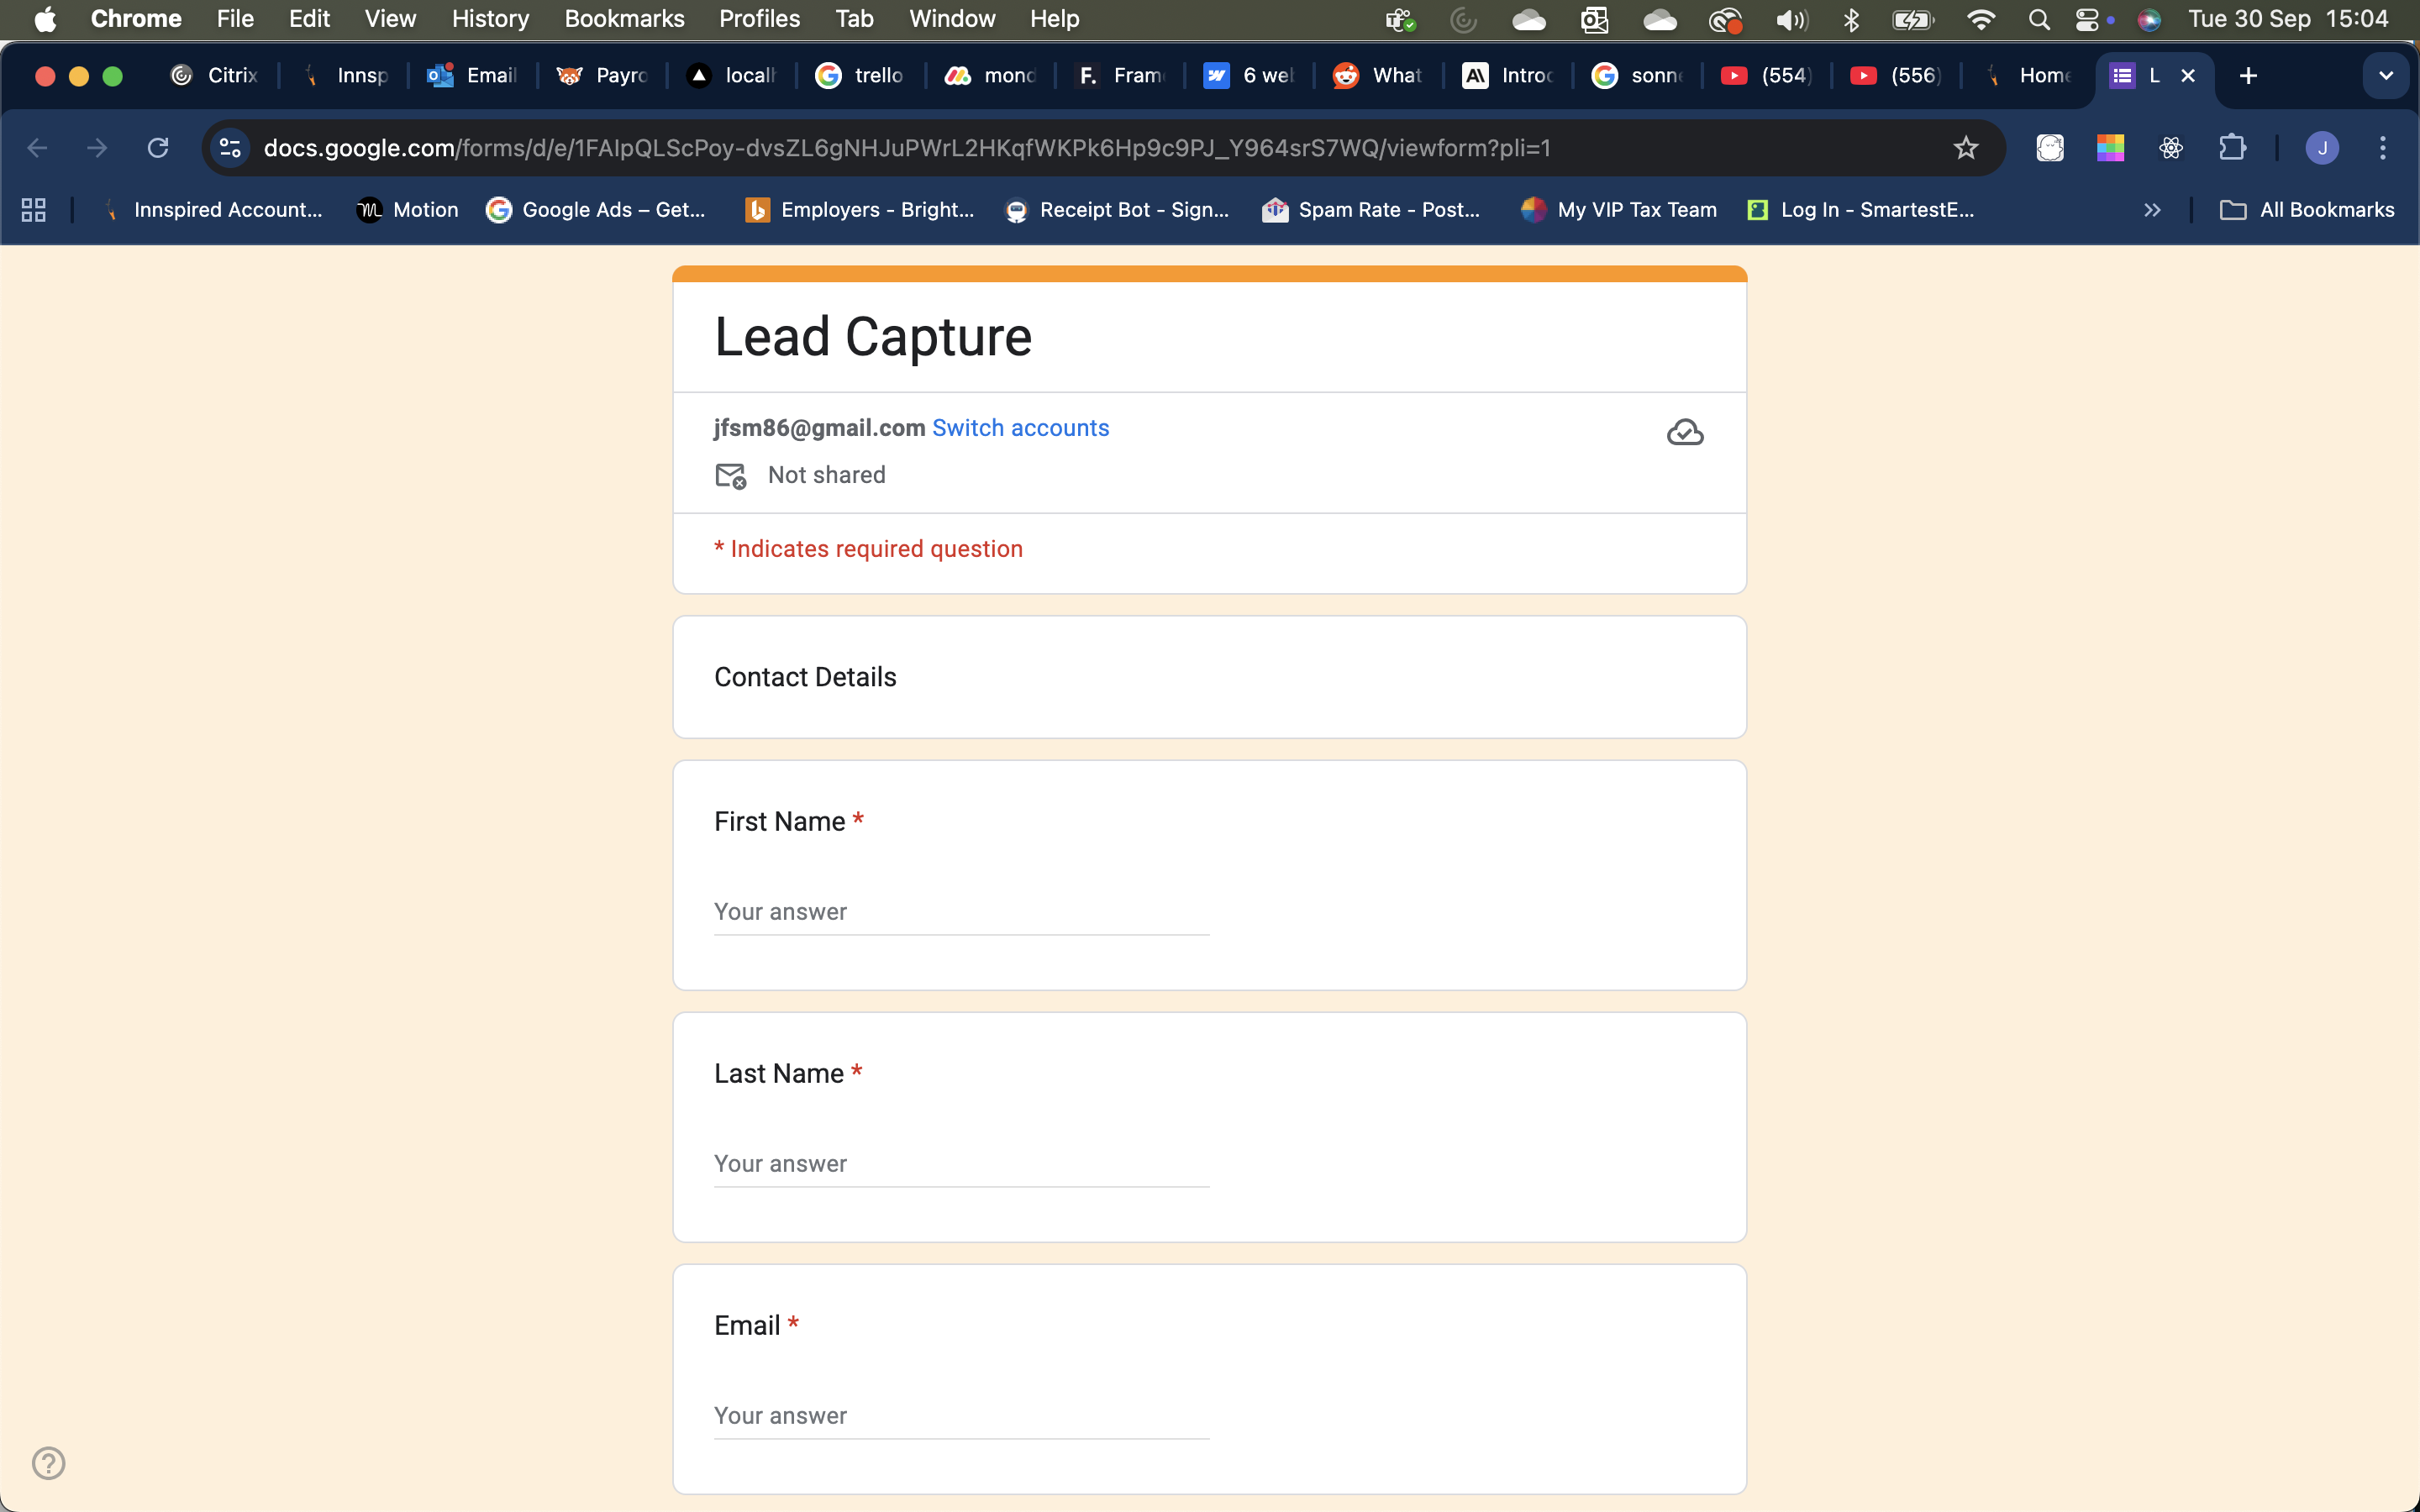 Chrome File Edit View History Bookmarks Profiles Tab Window Help Tue 30 Sep 15:04
Citrix Innsp Email Payro localh trello mond Fram 6 wel What Introd sonne (554) (556) Home L
docs.google.com/forms/d/e/1FAIpQLScPoy-dvsZL6gNHJuPWrL2HKqfWKPk6Hp9c9PJ_Y964srS7WQ/viewform?pli=1 J
Innspired Account... Motion Google Ads – Get... Employers - Bright... Receipt Bot - Sign... Spam Rate - Post... My VIP Tax Team Log In - SmartestE... » All Bookmarks
Lead Capture
jfsm86@gmail.com Switch accounts
Not shared
* Indicates required question
Contact Details
First Name *
Your answer
Last Name *
Your answer
Email *
Your answer